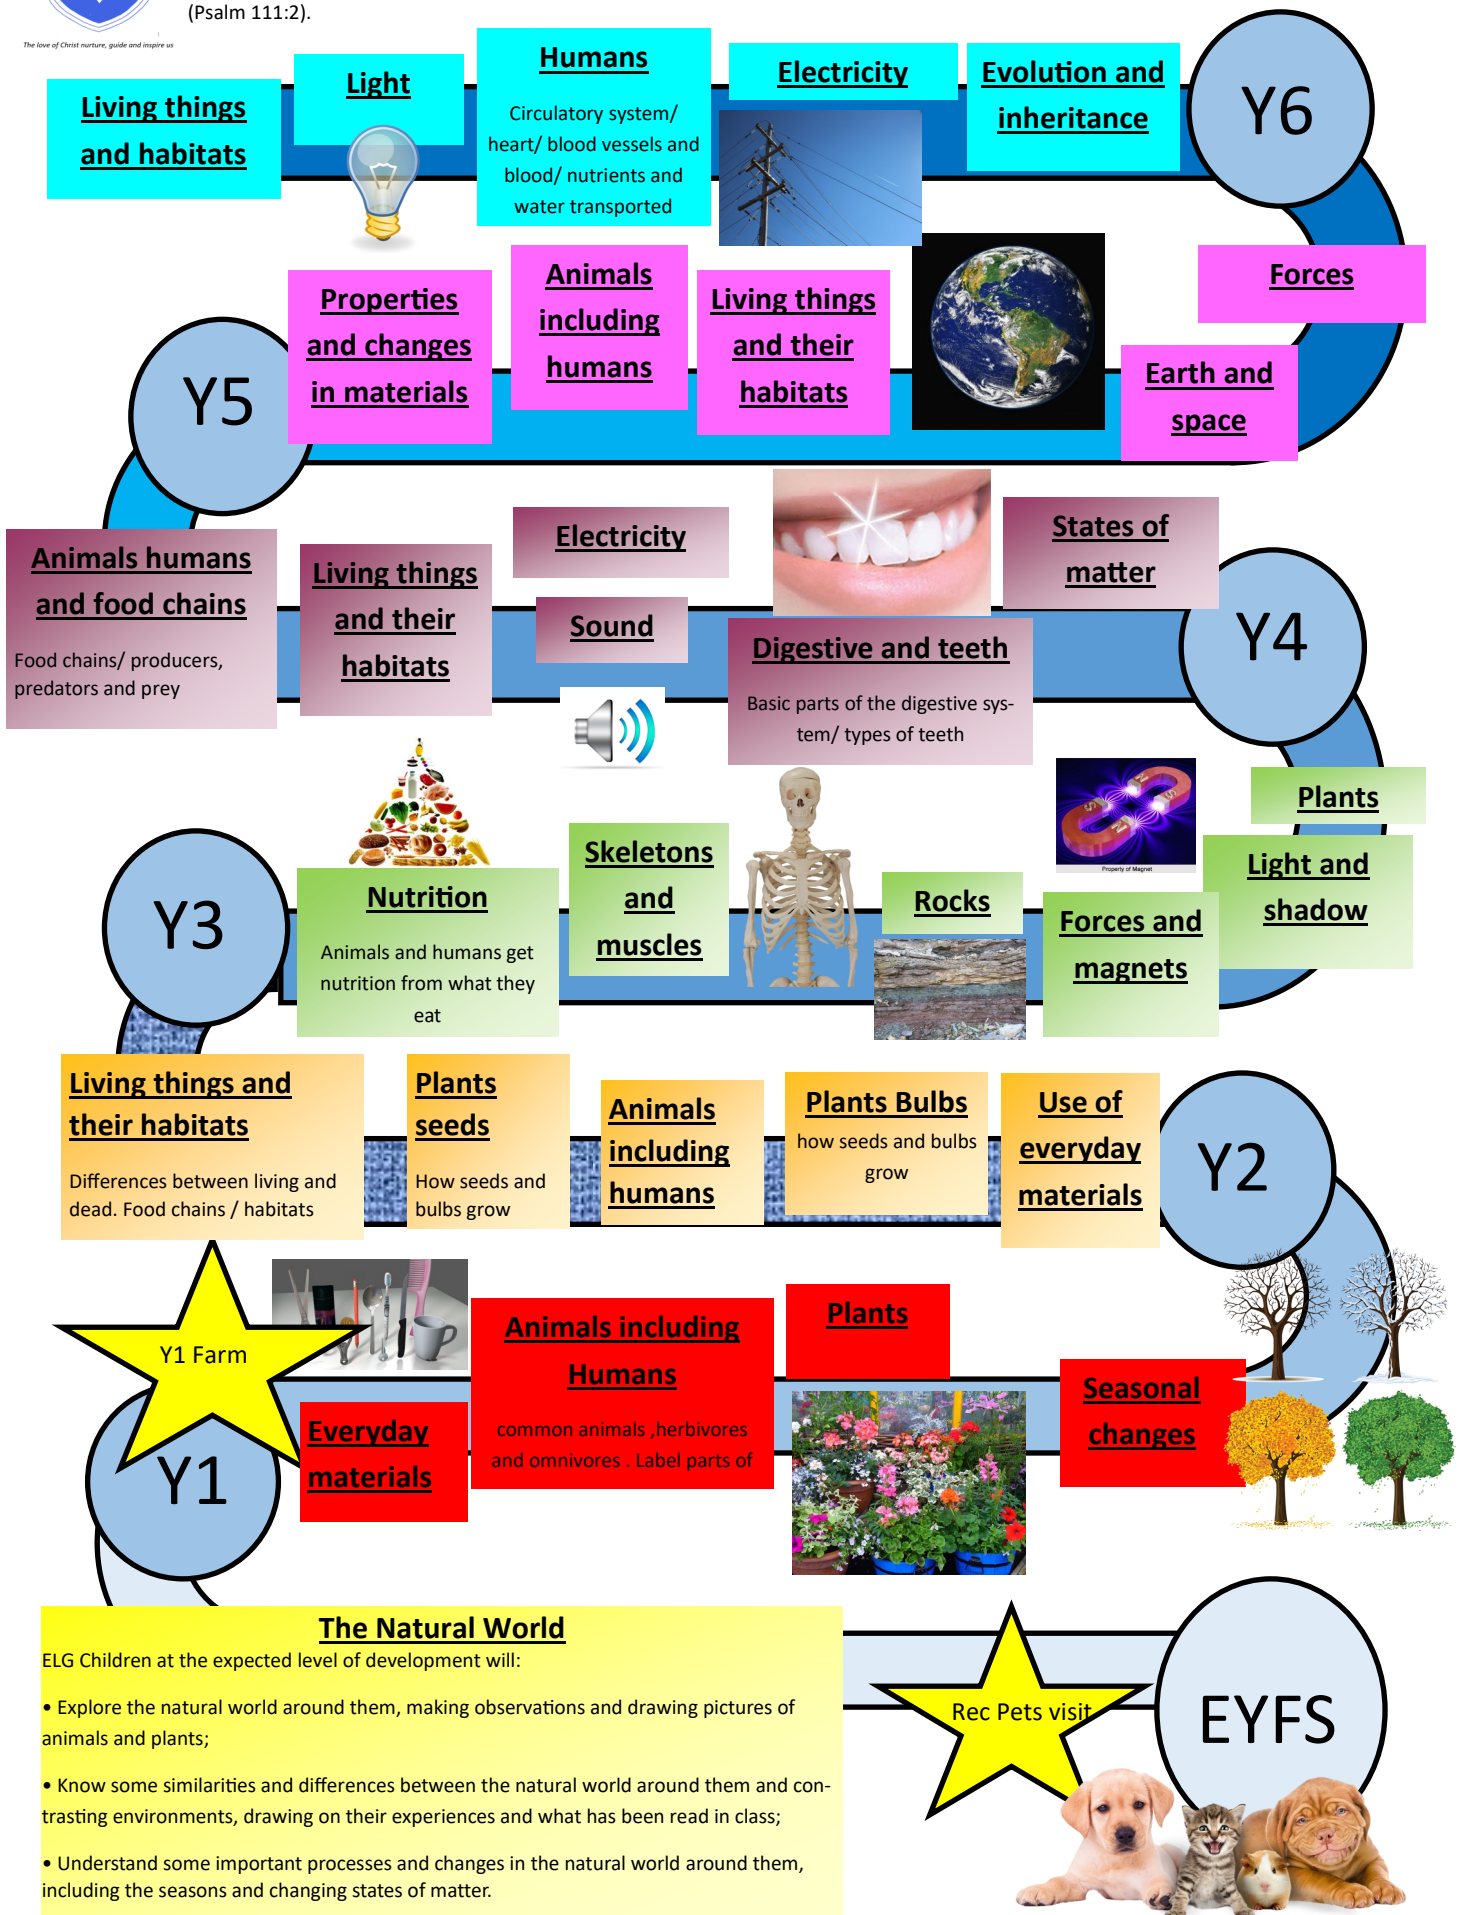 (Psalm 111:2).
The love of Christ nurture, guide and inspire us
Living things
and habitats
Light
Humans
Circulatory system/
heart/ blood vessels and
blood/ nutrients and
water transported
Electricity
Evolution and
inheritance
Y6
Forces
Earth and
space
Living things
and their
habitats
Animals
including
humans
Properties
and changes
in materials
Y5
Animals humans
and food chains
Food chains/ producers,
predators and prey
Living things
and their
habitats
Electricity
Sound
Digestive and teeth
Basic parts of the digestive sys-
tem/ types of teeth
States of
matter
Y4
Plants
Light and
shadow
Property of Magnet
Forces and
magnets
Rocks
Skeletons
and
muscles
Nutrition
Animals and humans get
nutrition from what they
eat
Y3
Living things and
their habitats
Differences between living and
dead. Food chains / habitats
Plants
seeds
How seeds and
bulbs grow
Animals
including
humans
Plants Bulbs
how seeds and bulbs
grow
Use of
everyday
materials
Y2
Seasonal
changes
Plants
Animals including
Humans
common animals ,herbivores
and omnivores . Label parts of
Everyday
materials
Y1 Farm
Y1
The Natural World
ELG Children at the expected level of development will:
• Explore the natural world around them, making observations and drawing pictures of
animals and plants;
• Know some similarities and differences between the natural world around them and con-
trasting environments, drawing on their experiences and what has been read in class;
• Understand some important processes and changes in the natural world around them,
including the seasons and changing states of matter.
Rec Pets visit
EYFS